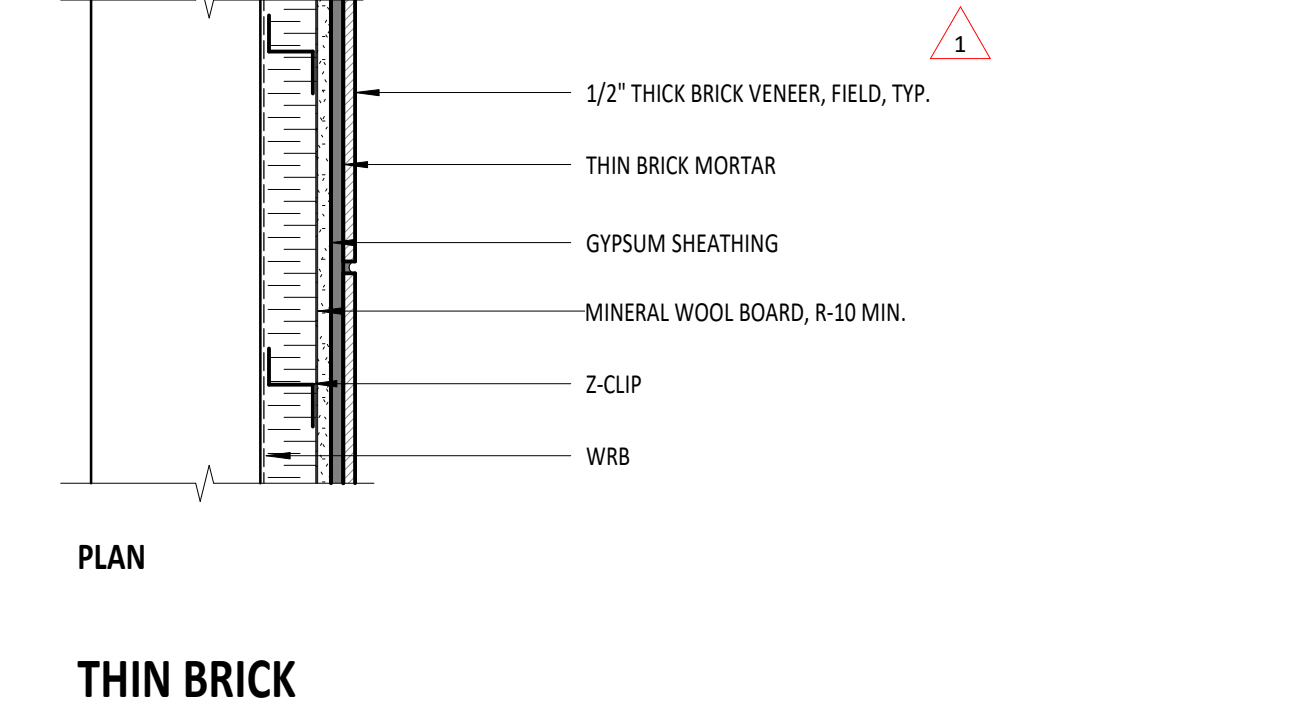 1
1/2" THICK BRICK VENEER, FIELD, TYP.
THIN BRICK MORTAR
GYPSUM SHEATHING
MINERAL WOOL BOARD, R-10 MIN.
Z-CLIP
WRB
PLAN
THIN BRICK